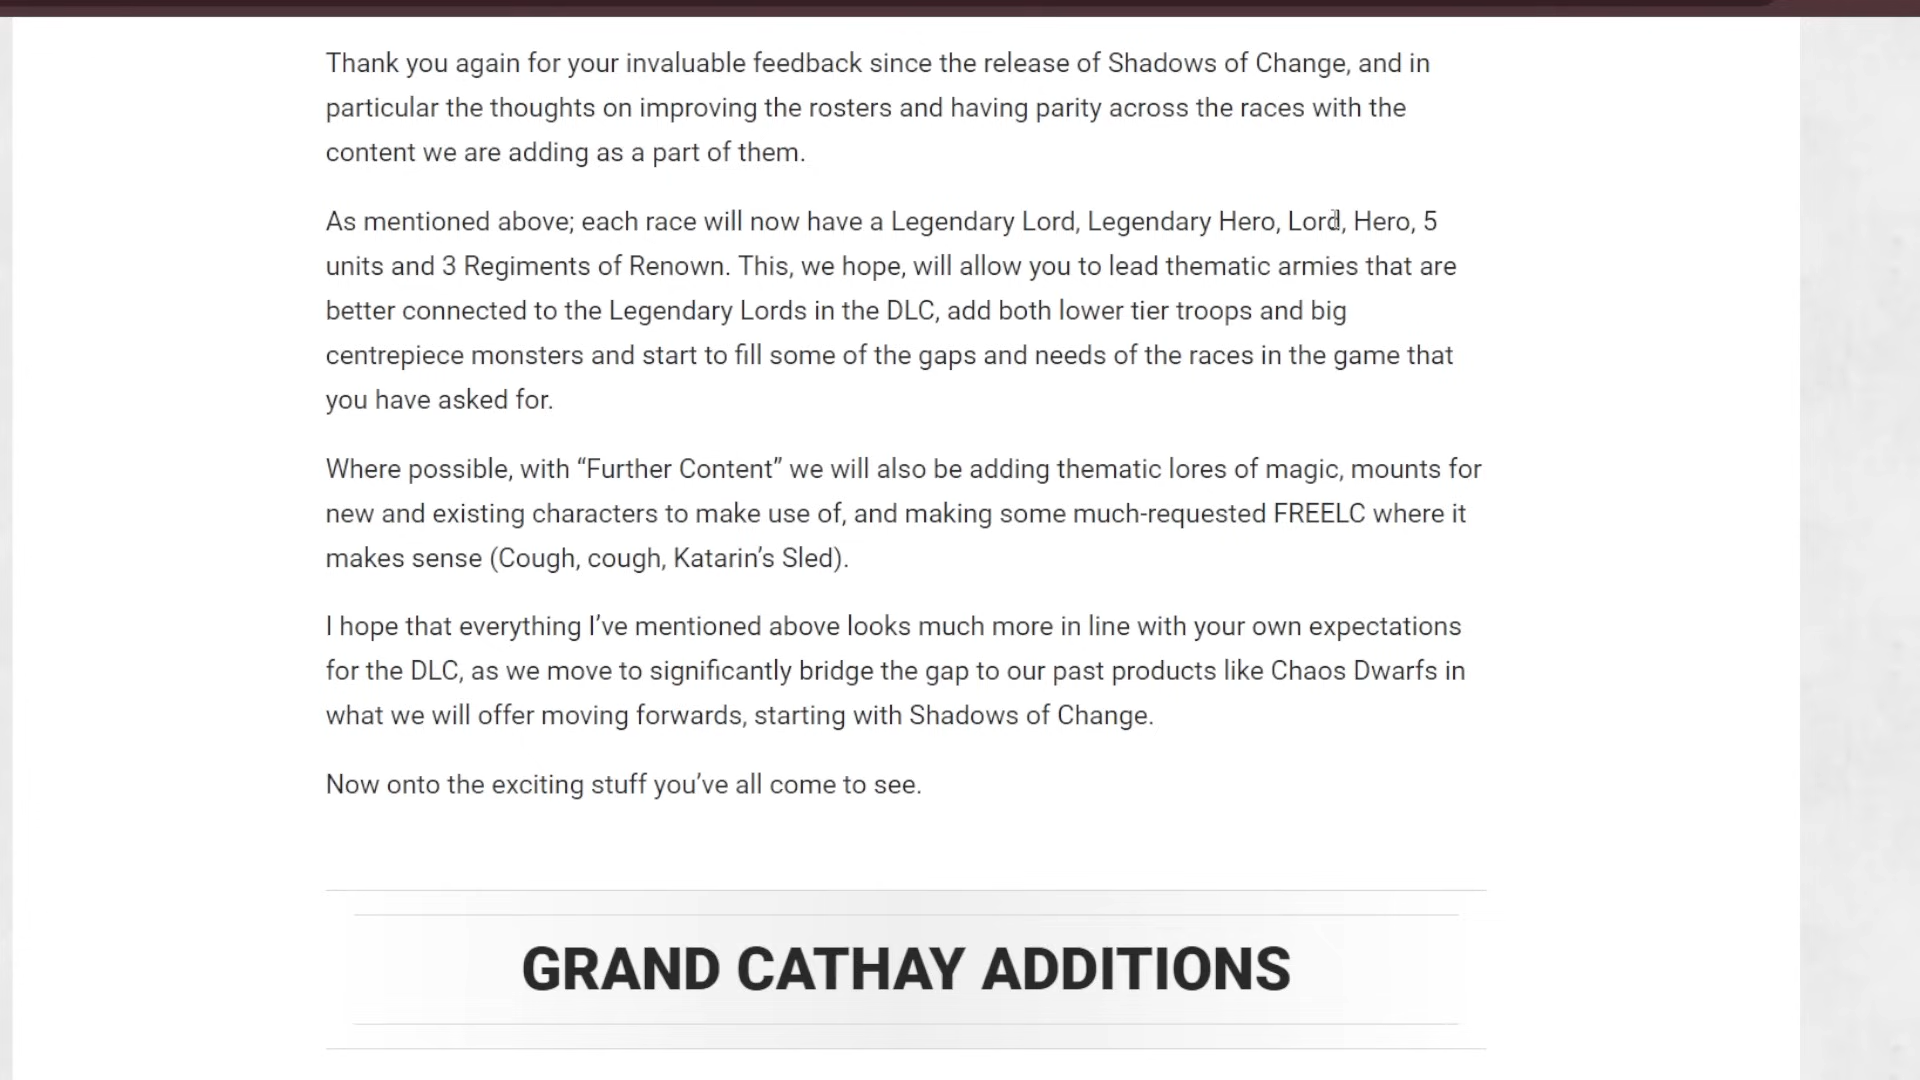 Thank you again for your invaluable feedback since the release of Shadows of Change, and in
particular the thoughts on improving the rosters and having parity across the races with the
content we are adding as a part of them.
As mentioned above; each race will now have a Legendary Lord, Legendary Hero, Lord, Hero, 5
units and 3 Regiments of Renown. This, we hope, will allow you to lead thematic armies that are
better connected to the Legendary Lords in the DLC, add both lower tier troops and big
centrepiece monsters and start to fill some of the gaps and needs of the races in the game that
you have asked for.
Where possible, with “Further Content” we will also be adding thematic lores of magic, mounts for
new and existing characters to make use of, and making some much-requested FREELC where it
makes sense (Cough, cough, Katarin’s Sled).
I hope that everything I’ve mentioned above looks much more in line with your own expectations
for the DLC, as we move to significantly bridge the gap to our past products like Chaos Dwarfs in
what we will offer moving forwards, starting with Shadows of Change.
Now onto the exciting stuff you’ve all come to see.
GRAND CATHAY ADDITIONS